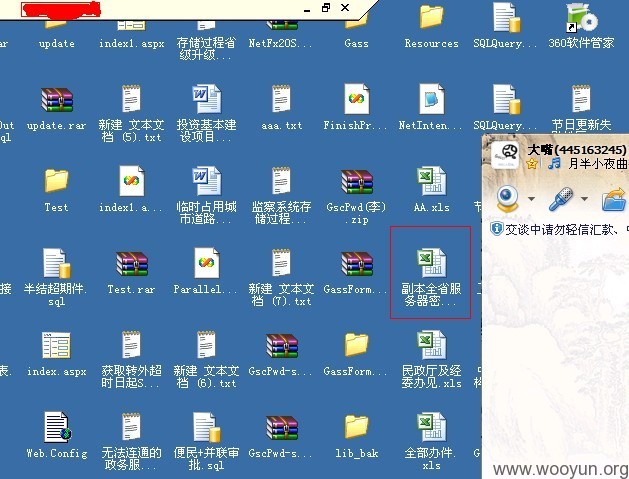 update
index1.aspx
存储过程省
级升级...
NetFx20S...
Gass
Resources
SQLQuery...
360软件管家
update.rar
新建 文本文
档 (5).txt
投资基本建
设项目...
aaa.txt
FinishPr...
NetInten...
SQLQuery...
节日更新失
sql
大嘴(445163245)
月半小夜曲
Test
index1.a...
临时占用城
市道路...
监察系统存
储过程...
GscPwd(李)
.zip
AA.xls
交谈中请勿轻信汇款、
接
半结超期件.
sql
Test.rar
Parallel...
新建 文本文
档 (7).txt
GassForm...
副本全省服
务器密...
表.
index.aspx
获取转外超
时日起S...
新建 文本文
档 (6).txt
GscPwd-s...
GassForm...
民政厅及经
委办见.xls
Web.Config
无法连通的
政务服...
便民+并联审
批.sql
GscPwd-s...
lib_bak
全部办件.
xls
www.wooyun.org